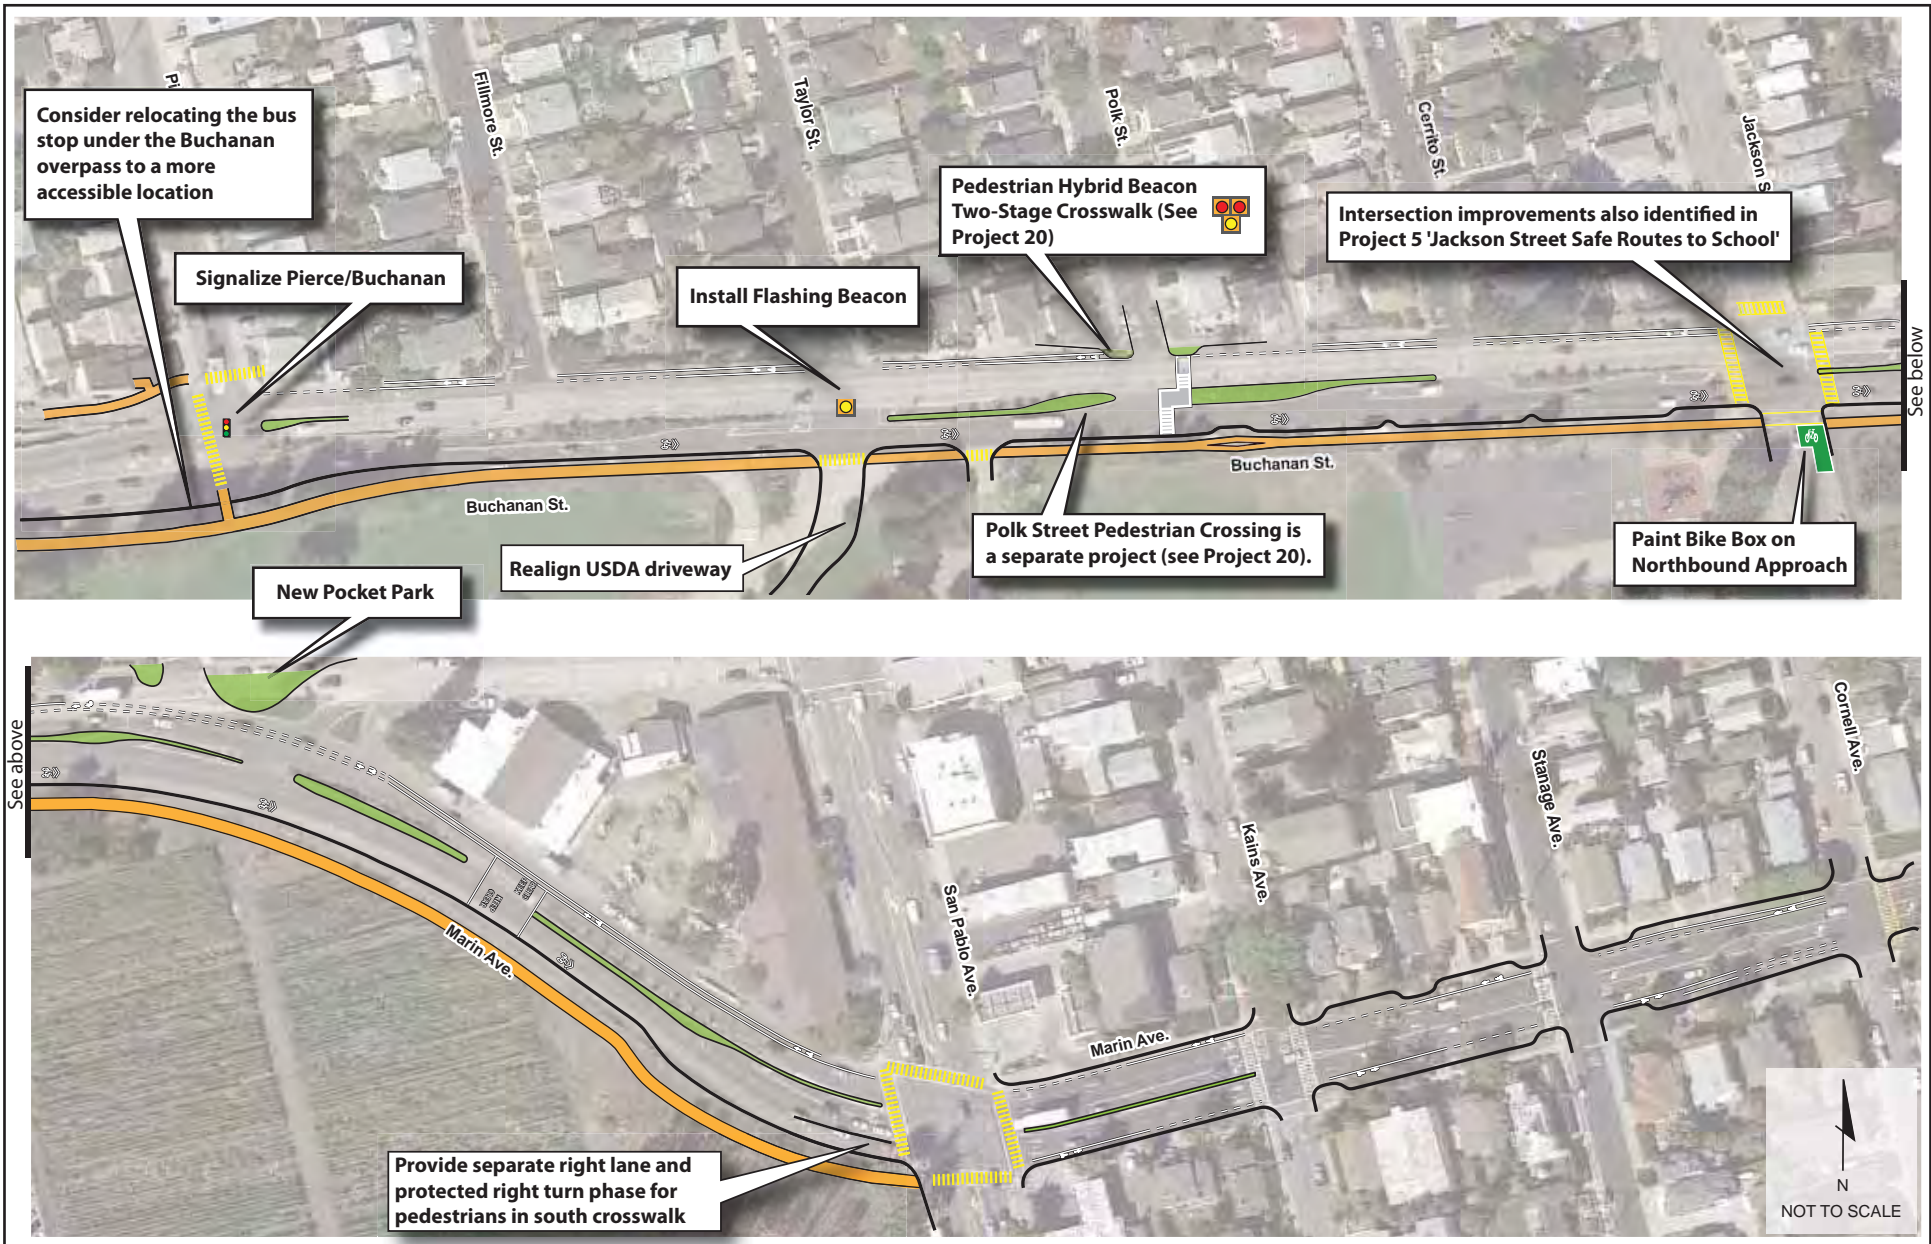 Pi
Fillmore St.
Taylor St.
Polk St.
Cerrito St.
Jackson S
Consider relocating the bus
stop under the Buchanan
overpass to a more
accessible location
Signalize Pierce/Buchanan
Install Flashing Beacon
Pedestrian Hybrid Beacon
Two-Stage Crosswalk (See
Project 20)
Intersection improvements also identified in
Project 5 'Jackson Street Safe Routes to School'
See below
Buchanan St.
Buchanan St.
Realign USDA driveway
Polk Street Pedestrian Crossing is
a separate project (see Project 20).
Paint Bike Box on
Northbound Approach
New Pocket Park
See above
Marin Ave.
San Pablo Ave.
Kains Ave.
Stanage Ave.
Cornell Ave.
Marin Ave.
Provide separate right lane and
protected right turn phase for
pedestrians in south crosswalk
N
NOT TO SCALE